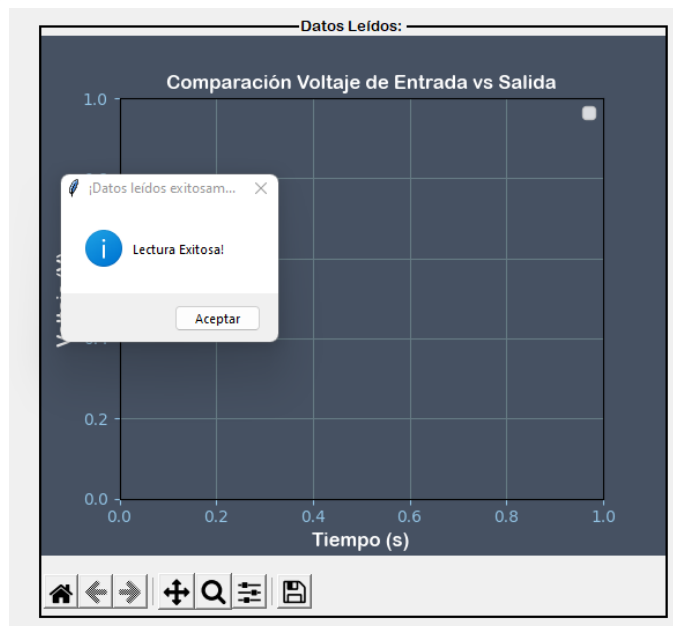 Datos Leídos:
Comparación Voltaje de Entrada vs Salida
1.0
¡Datos leídos exitosam...
Lectura Exitosa!
Aceptar
0.2
0.0
0.0 0.2 0.4 0.6 0.8 1.0
Tiempo (s)